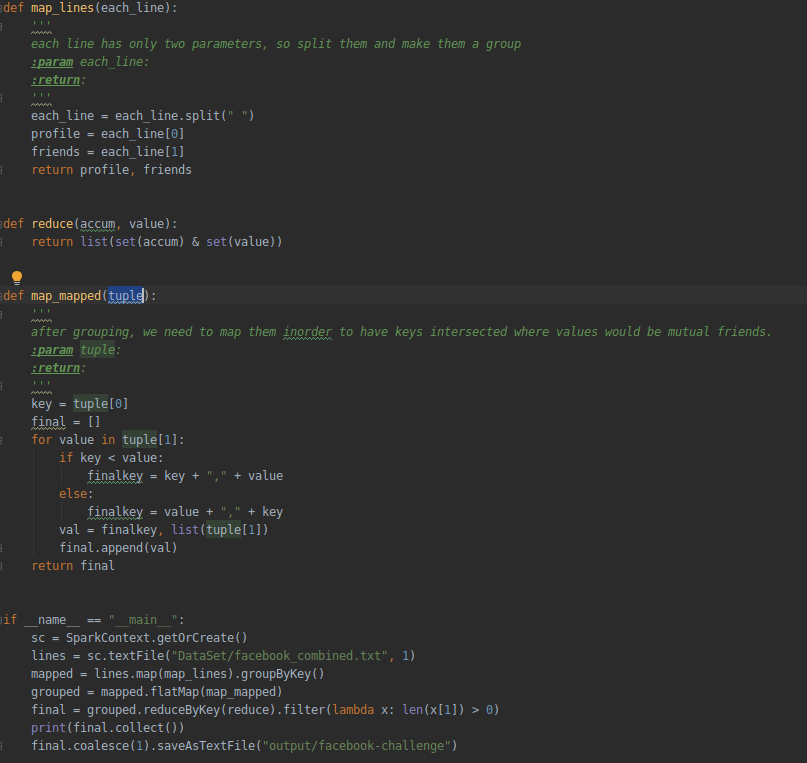 def map_lines(each_line):
    '''
    each line has only two parameters, so split them and make them a group
    :param each_line:
    :return:
    '''
    each_line = each_line.split(" ")
    profile = each_line[0]
    friends = each_line[1]
    return profile, friends
def reduce(accum, value):
    return list(set(accum) & set(value))
def map_mapped(tuple):
    '''
    after grouping, we need to map them inorder to have keys intersected where values would be mutual friends.
    :param tuple:
    :return:
    '''
    key = tuple[0]
    final = []
    for value in tuple[1]:
        if key < value:
            finalkey = key + "," + value
        else:
            finalkey = value + "," + key
        val = finalkey, list(tuple[1])
        final.append(val)
    return final
if __name__ == "__main__":
    sc = SparkContext.getOrCreate()
    lines = sc.textFile("DataSet/facebook_combined.txt", 1)
    mapped = lines.map(map_lines).groupByKey()
    grouped = mapped.flatMap(map_mapped)
    final = grouped.reduceByKey(reduce).filter(lambda x: len(x[1]) > 0)
    print(final.collect())
    final.coalesce(1).saveAsTextFile("output/facebook-challenge")